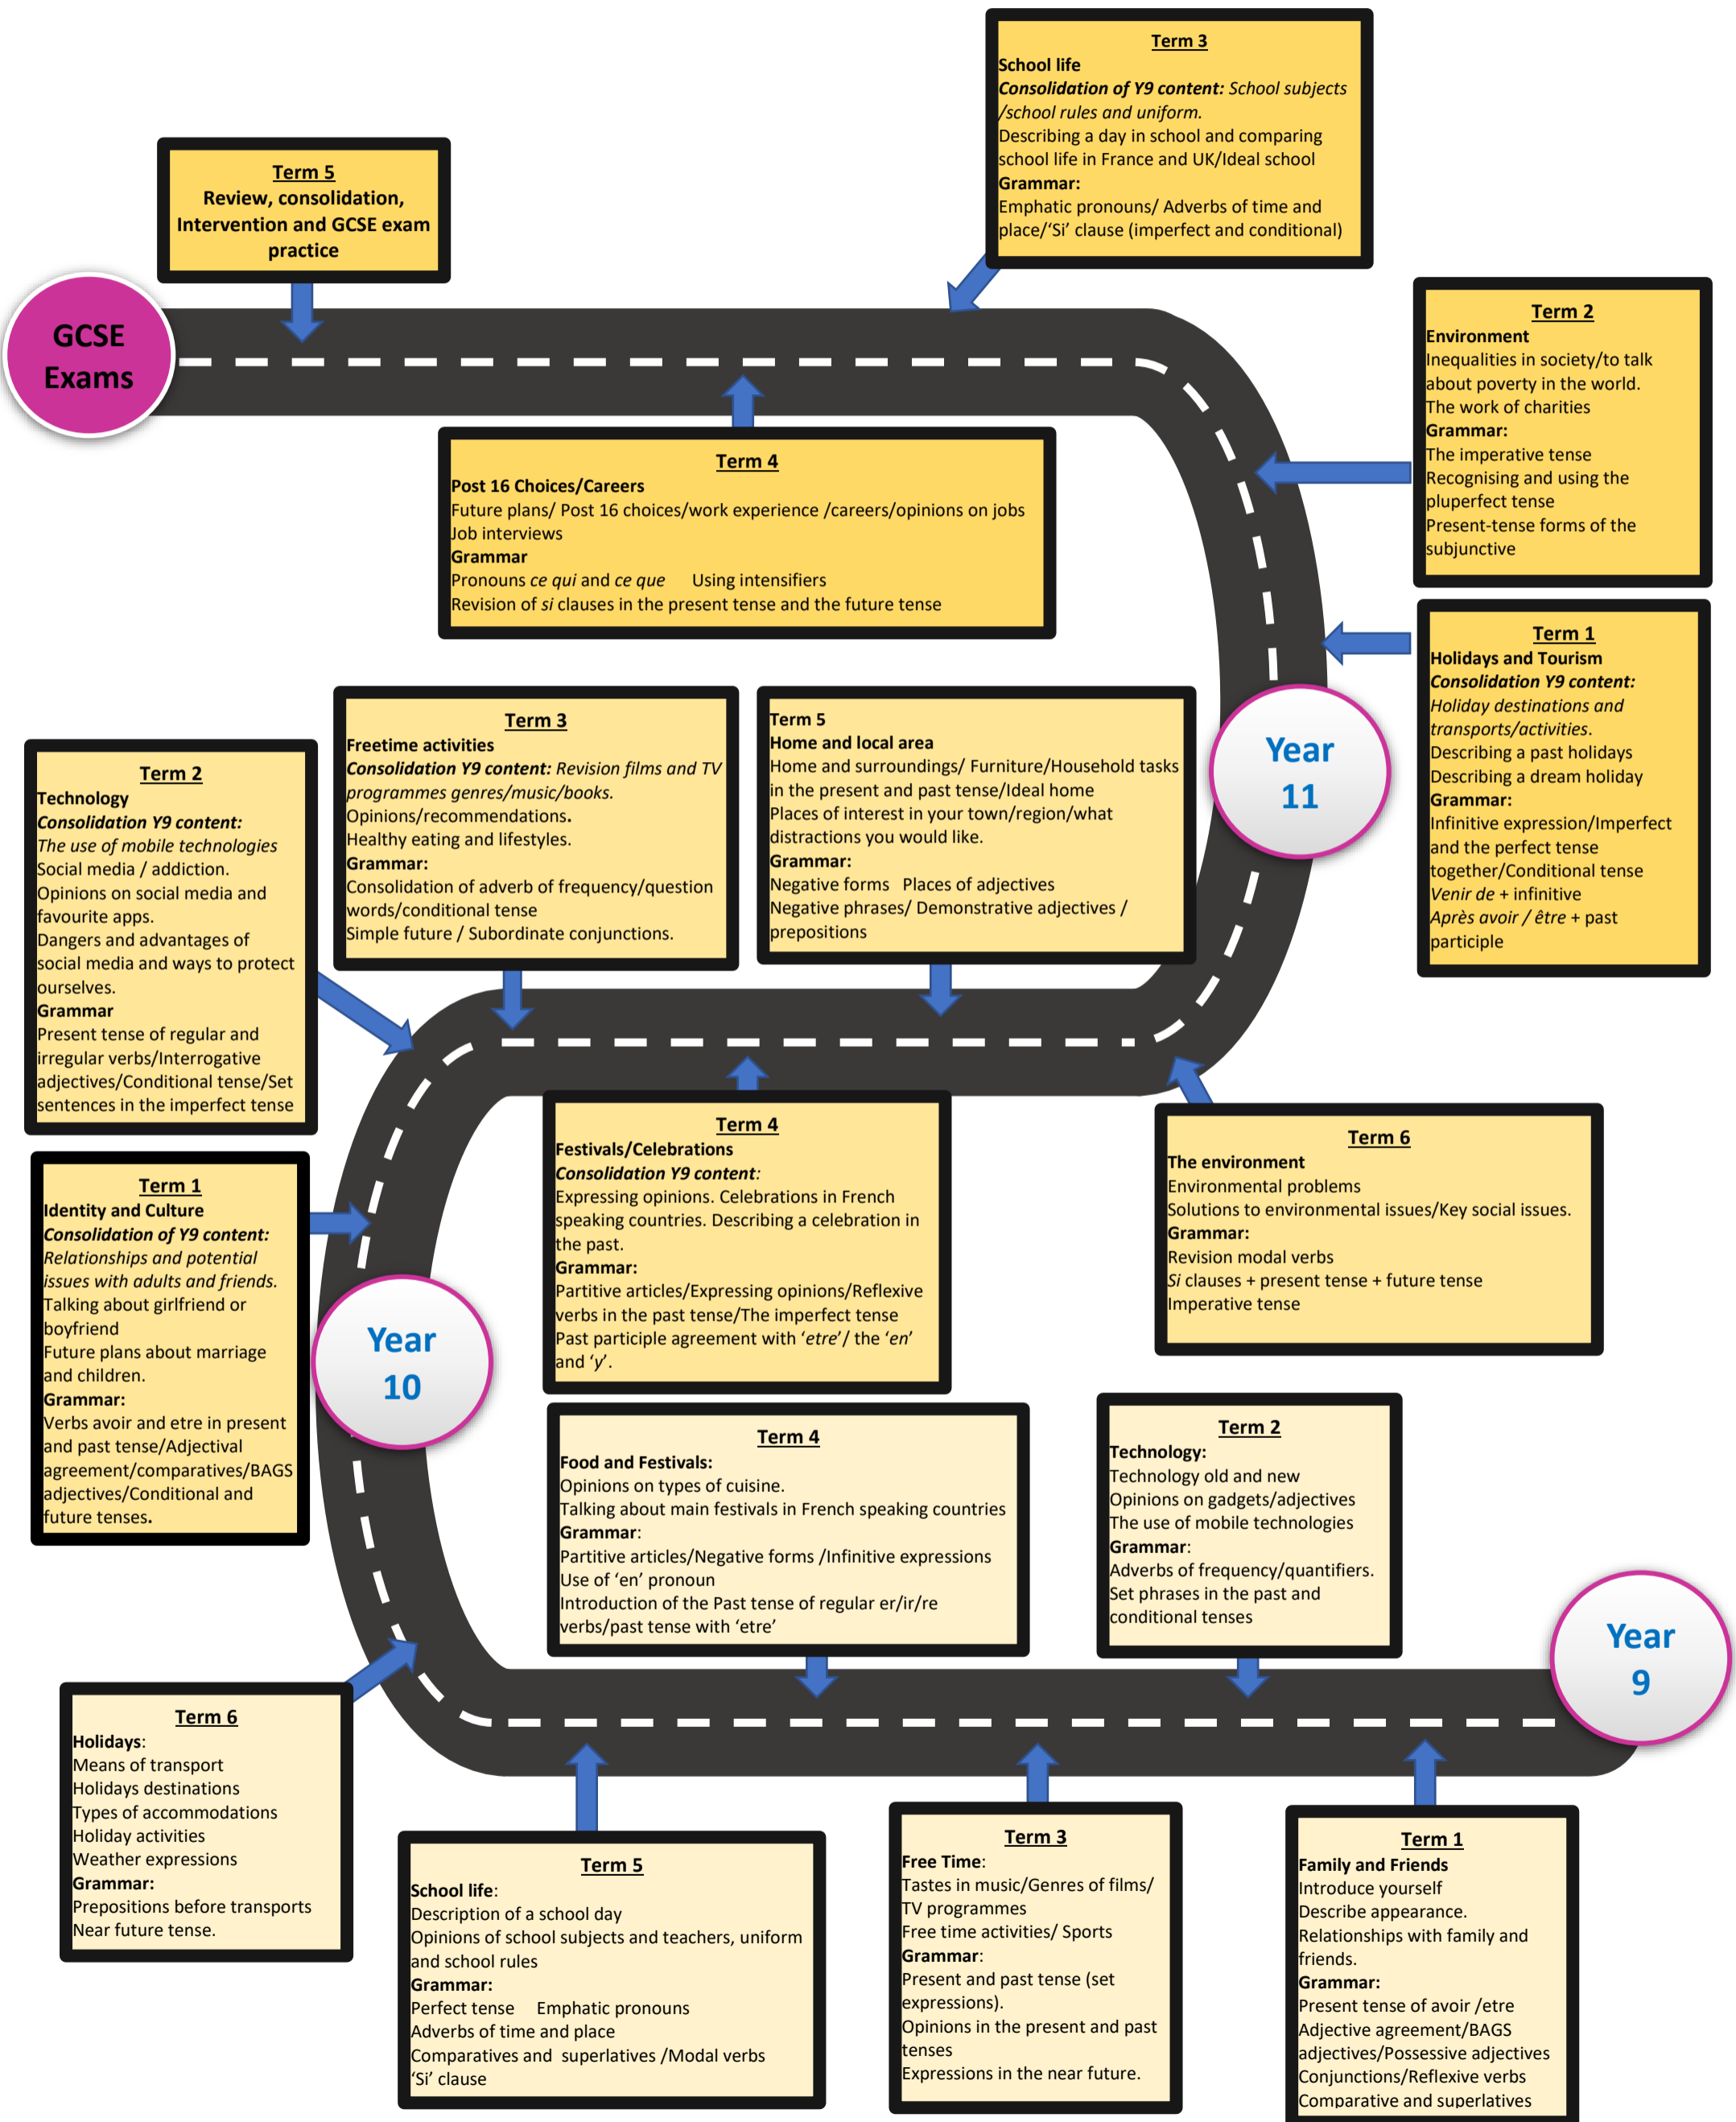 Term 3
School life
Consolidation of Y9 content: School subjects
/school rules and uniform.
Describing a day in school and comparing
school life in France and UK/Ideal school
Grammar:
Emphatic pronouns/ Adverbs of time and
place/‘Si’ clause (imperfect and conditional)
Term 5
Review, consolidation,
Intervention and GCSE exam
practice
GCSE
Exams
Term 2
Environment
Inequalities in society/to talk
about poverty in the world.
The work of charities
Grammar:
The imperative tense
Recognising and using the
pluperfect tense
Present-tense forms of the
subjunctive
Term 4
Post 16 Choices/Careers
Future plans/ Post 16 choices/work experience /careers/opinions on jobs
Job interviews
Grammar
Pronouns ce qui and ce que Using intensifiers
Revision of si clauses in the present tense and the future tense
Term 1
Holidays and Tourism
Consolidation Y9 content:
Holiday destinations and
transports/activities.
Describing a past holidays
Describing a dream holiday
Grammar:
Infinitive expression/Imperfect
and the perfect tense
together/Conditional tense
Venir de + infinitive
Après avoir / être + past
participle
Year
11
Term 3
Freetime activities
Consolidation Y9 content: Revision films and TV
programmes genres/music/books.
Opinions/recommendations.
Healthy eating and lifestyles.
Grammar:
Consolidation of adverb of frequency/question
words/conditional tense
Simple future / Subordinate conjunctions.
Term 5
Home and local area
Home and surroundings/ Furniture/Household tasks
in the present and past tense/Ideal home
Places of interest in your town/region/what
distractions you would like.
Grammar:
Negative forms Places of adjectives
Negative phrases/ Demonstrative adjectives /
prepositions
Term 2
Technology
Consolidation Y9 content:
The use of mobile technologies
Social media / addiction.
Opinions on social media and
favourite apps.
Dangers and advantages of
social media and ways to protect
ourselves.
Grammar
Present tense of regular and
irregular verbs/Interrogative
adjectives/Conditional tense/Set
sentences in the imperfect tense
Term 4
Festivals/Celebrations
Consolidation Y9 content:
Expressing opinions. Celebrations in French
speaking countries. Describing a celebration in
the past.
Grammar:
Partitive articles/Expressing opinions/Reflexive
verbs in the past tense/The imperfect tense
Past participle agreement with ‘etre’/ the ‘en’
and ‘y’.
Term 6
The environment
Environmental problems
Solutions to environmental issues/Key social issues.
Grammar:
Revision modal verbs
Si clauses + present tense + future tense
Imperative tense
Term 1
Identity and Culture
Consolidation of Y9 content:
Relationships and potential
issues with adults and friends.
Talking about girlfriend or
boyfriend
Future plans about marriage
and children.
Grammar:
Verbs avoir and etre in present
and past tense/Adjectival
agreement/comparatives/BAGS
adjectives/Conditional and
future tenses.
Year
10
Term 4
Food and Festivals:
Opinions on types of cuisine.
Talking about main festivals in French speaking countries
Grammar:
Partitive articles/Negative forms /Infinitive expressions
Use of ‘en’ pronoun
Introduction of the Past tense of regular er/ir/re
verbs/past tense with ‘etre’
Term 2
Technology:
Technology old and new
Opinions on gadgets/adjectives
The use of mobile technologies
Grammar:
Adverbs of frequency/quantifiers.
Set phrases in the past and
conditional tenses
Year
9
Term 6
Holidays:
Means of transport
Holidays destinations
Types of accommodations
Holiday activities
Weather expressions
Grammar:
Prepositions before transports
Near future tense.
Term 5
School life:
Description of a school day
Opinions of school subjects and teachers, uniform
and school rules
Grammar:
Perfect tense Emphatic pronouns
Adverbs of time and place
Comparatives and superlatives /Modal verbs
‘Si’ clause
Term 3
Free Time:
Tastes in music/Genres of films/
TV programmes
Free time activities/ Sports
Grammar:
Present and past tense (set
expressions).
Opinions in the present and past
tenses
Expressions in the near future.
Term 1
Family and Friends
Introduce yourself
Describe appearance.
Relationships with family and
friends.
Grammar:
Present tense of avoir /etre
Adjective agreement/BAGS
adjectives/Possessive adjectives
Conjunctions/Reflexive verbs
Comparative and superlatives